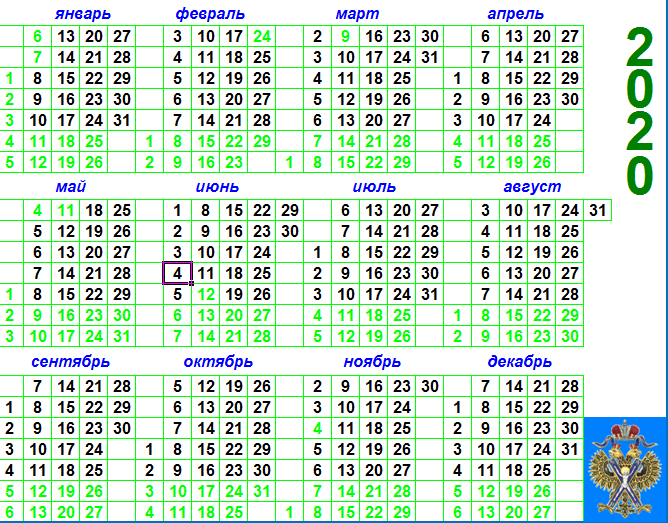 январь февраль март апрель
6 13 20 27 3 10 17 24 2 9 16 23 30 6 13 20 27
7 14 21 28 4 11 18 25 3 10 17 24 31 7 14 21 28
1 8 15 22 29 5 12 19 26 4 11 18 25 1 8 15 22 29
2 9 16 23 30 6 13 20 27 5 12 19 26 2 9 16 23 30
3 10 17 24 31 7 14 21 28 6 13 20 27 3 10 17 24
4 11 18 25 1 8 15 22 29 7 14 21 28 4 11 18 25
5 12 19 26 2 9 16 23 1 8 15 22 29 5 12 19 26
2020
май июнь июль август
4 11 18 25 1 8 15 22 29 6 13 20 27 3 10 17 24 31
5 12 19 26 2 9 16 23 30 7 14 21 28 4 11 18 25
6 13 20 27 3 10 17 24 1 8 15 22 29 5 12 19 26
7 14 21 28 4 11 18 25 2 9 16 23 30 6 13 20 27
1 8 15 22 29 5 12 19 26 3 10 17 24 31 7 14 21 28
2 9 16 23 30 6 13 20 27 4 11 18 25 1 8 15 22 29
3 10 17 24 31 7 14 21 28 5 12 19 26 2 9 16 23 30
сентябрь октябрь ноябрь декабрь
7 14 21 28 5 12 19 26 2 9 16 23 30 7 14 21 28
1 8 15 22 29 6 13 20 27 3 10 17 24 1 8 15 22 29
2 9 16 23 30 7 14 21 28 4 11 18 25 2 9 16 23 30
3 10 17 24 1 8 15 22 29 5 12 19 26 3 10 17 24 31
4 11 18 25 2 9 16 23 30 6 13 20 27 4 11 18 25
5 12 19 26 3 10 17 24 31 7 14 21 28 5 12 19 26
6 13 20 27 4 11 18 25 1 8 15 22 29 6 13 20 27